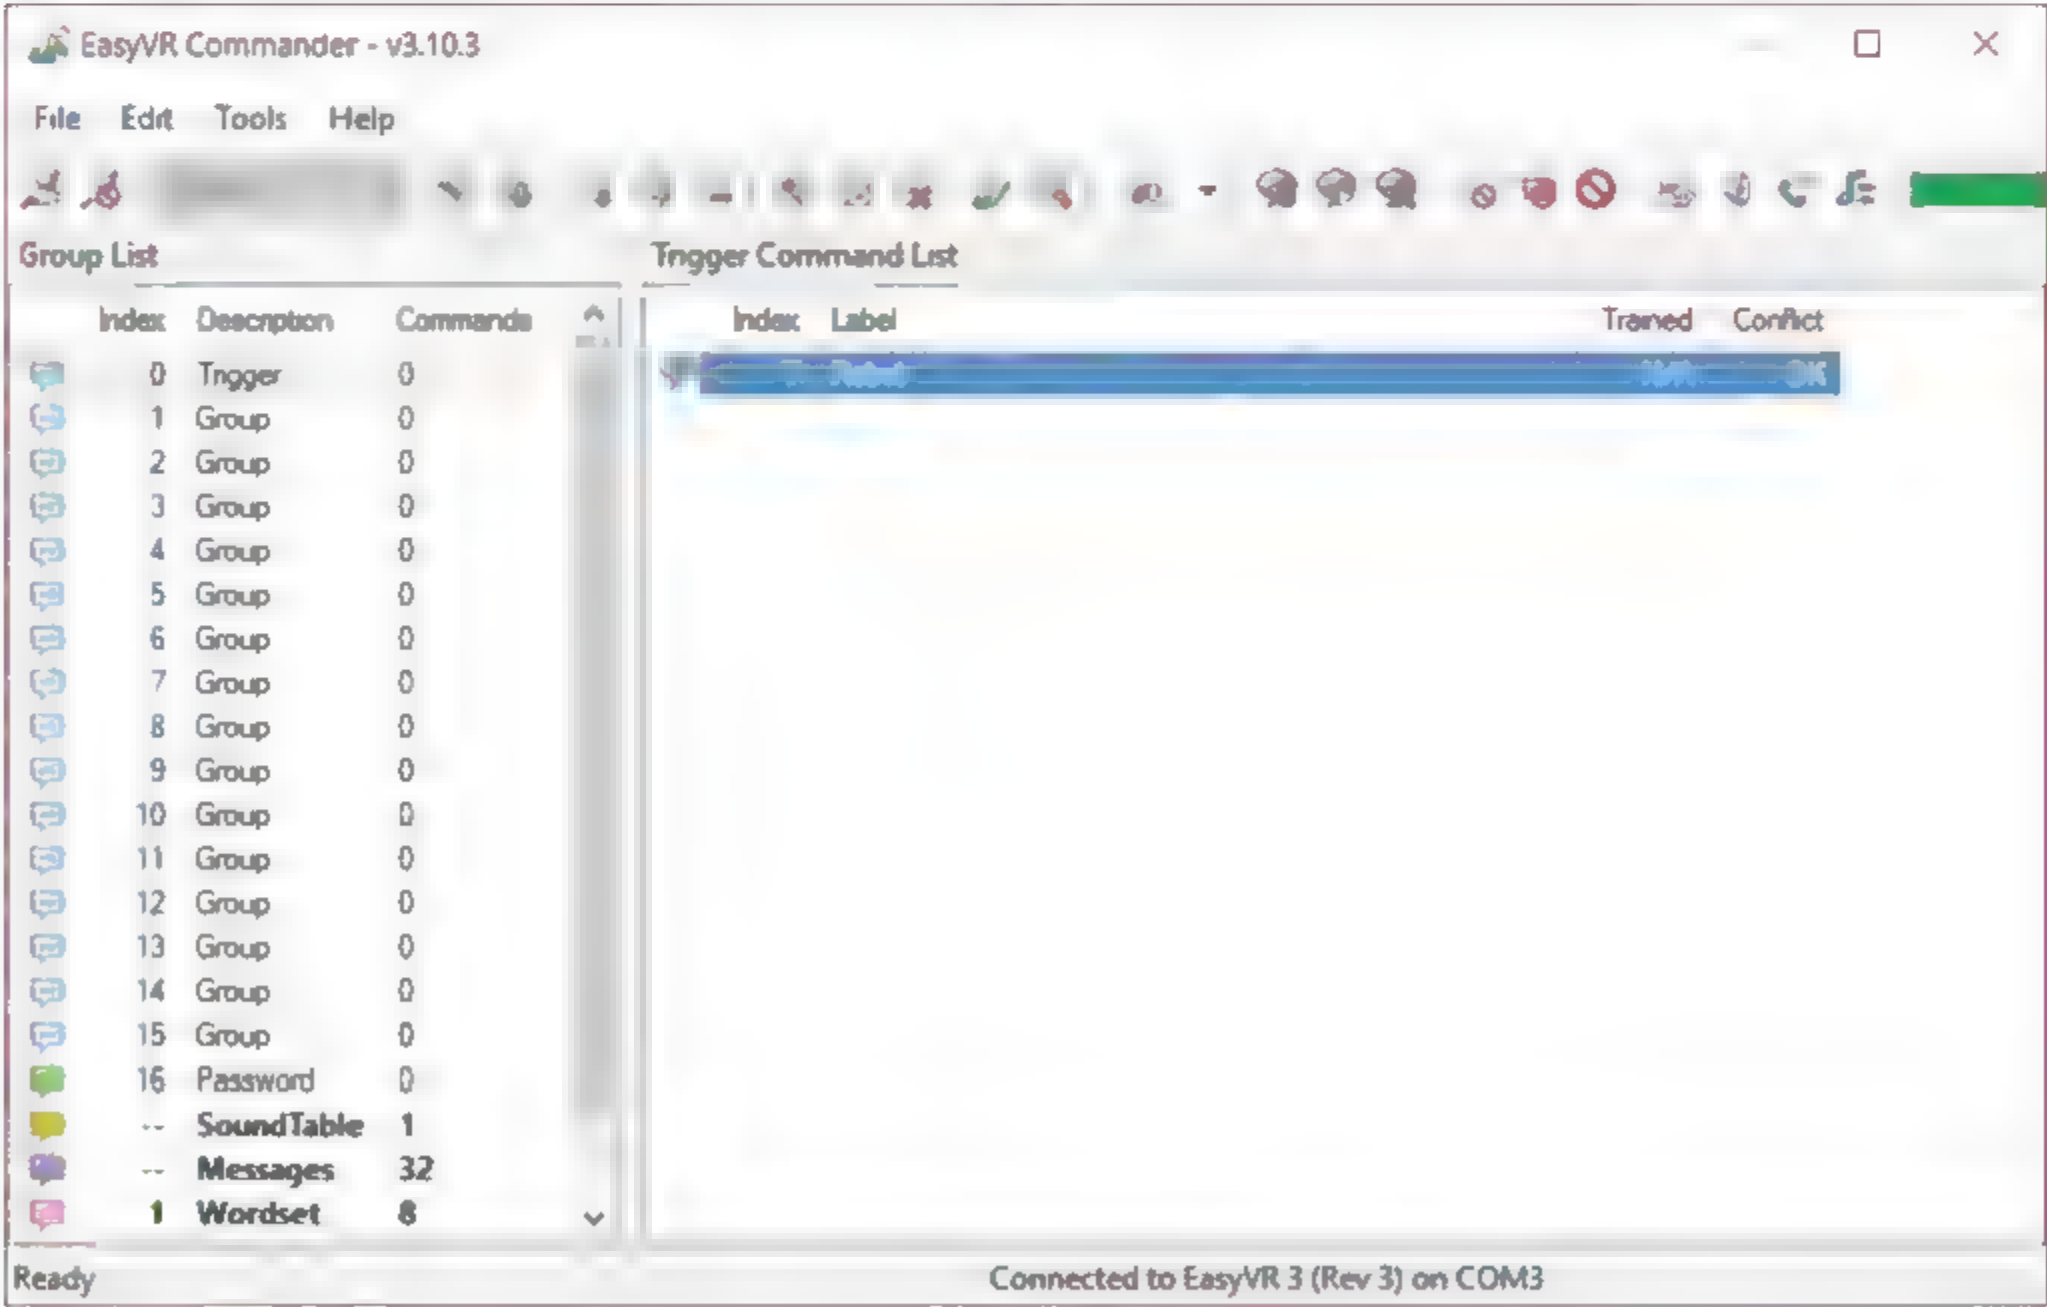 EasyVR Commander - v3.10.3
File Edit Tools Help
Group List
Index Description Commands
0 Trigger 0
1 Group 0
2 Group 0
3 Group 0
4 Group 0
5 Group 0
6 Group 0
7 Group 0
8 Group 0
9 Group 0
10 Group 0
11 Group 0
12 Group 0
13 Group 0
14 Group 0
15 Group 0
16 Password 0
-- SoundTable 1
-- Messages 32
1 Wordset 8
Trigger Command List
Index Label Trained Conflict
OK
Ready
Connected to EasyVR 3 (Rev 3) on COM3